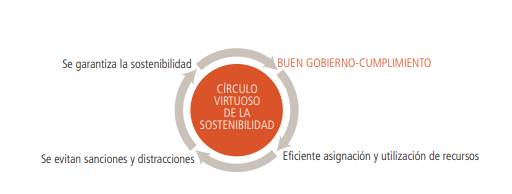 Se garantiza la sostenibilidad
BUEN GOBIERNO-CUMPLIMIENTO
CÍRCULO
VIRTUOSO
DE LA
SOSTENIBILIDAD
Se evitan sanciones y distracciones
Eficiente asignación y utilización de recursos